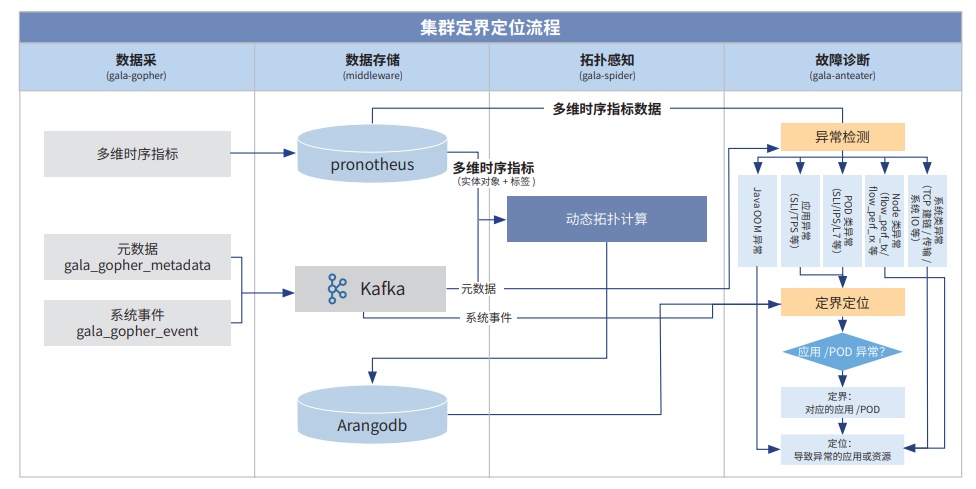 集群定界定位流程
数据采
(gala-gopher)
数据存储
(middleware)
拓扑感知
(gala-spider)
故障诊断
(gala-anteater)
多维时序指标
元数据
gala_gopher_metadata
系统事件
gala_gopher_event
pronotheus
Kafka
Arangodb
多维时序指标数据
多维时序指标
（实体对象 + 标签 ）
动态拓扑计算
元数据
系统事件
异常检测
Java OOM 异常
应用异常
(SLI/TPS 等)
POD 类异常
(SLI/IPS/L7 等)
Node 类异常
(flow_perf_tx/
flow_perf_rx 等
系统类异常
(TCP 建链 / 传输 /
系统 IO 等)
定界定位
应用 /POD 异常？
定界：
对应的应用 /POD
定位：
导致异常的应用或资源